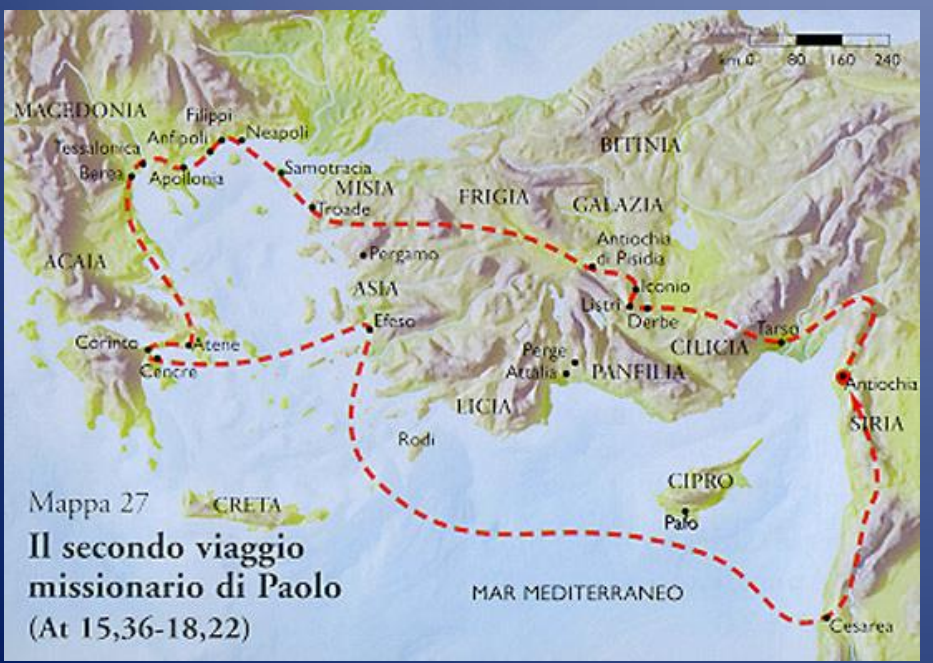 km 0 80 160 240
MACEDONIA
Filippi
Anfipoli
Neapoli
Tessalonica
Berea
Apollonia
Samotracia
BITINIA
MISIA
Troade
FRIGIA
GALAZIA
Antiochia
di Pisidia
Pergamo
ACAIA
ASIA
Iconio
Listri
Derbe
Efeso
Tarso
Corinto
Atene
CILICIA
Cencre
Perge
Attalia
PANFILIA
Antiochia
LICIA
SIRIA
Rodi
CIPRO
Pafo
CRETA
Mappa 27
Il secondo viaggio
missionario di Paolo
(At 15,36-18,22)
MAR MEDITERRANEO
Cesarea